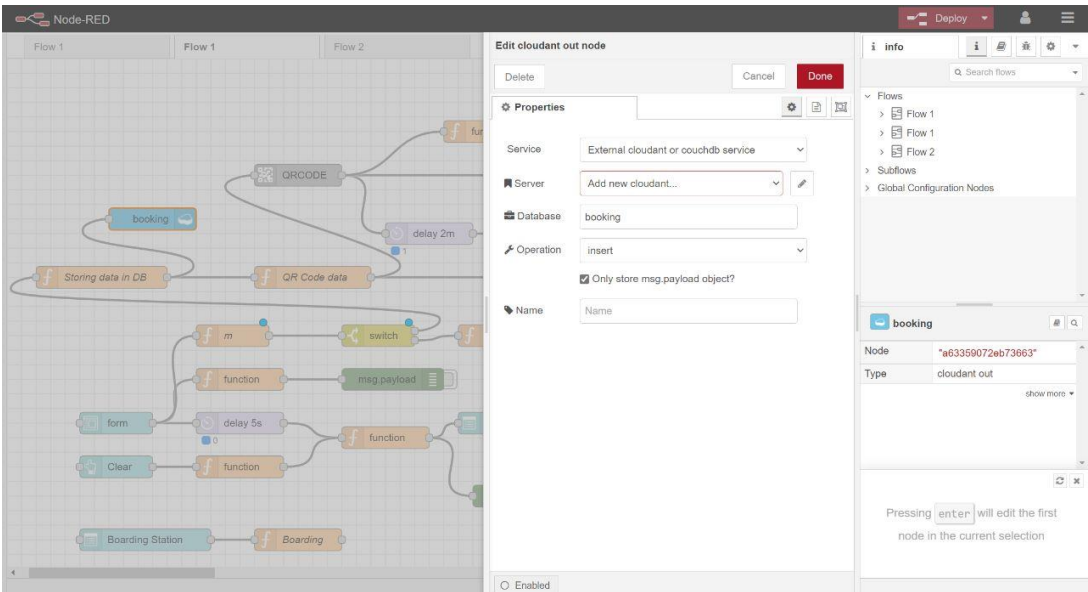 Node-RED
Deploy
Flow 1
Flow 1
Flow 2
fun
QRCODE
booking
delay 2m
1
Storing data in DB
QR Code data
m
switch
function
msg.payload
form
delay 5s
0
function
Clear
function
Boarding Station
Boarding
Edit cloudant out node
Delete
Cancel
Done
Properties
Service
External cloudant or couchdb service
Server
Add new cloudant...
Database
booking
Operation
insert
Only store msg.payload object?
Name
Name
Enabled
i info
i
Search flows
Flows
Flow 1
Flow 1
Flow 2
Subflows
Global Configuration Nodes
booking
Node
"a63359072eb73663"
Type
cloudant out
show more
Pressing enter will edit the first
node in the current selection